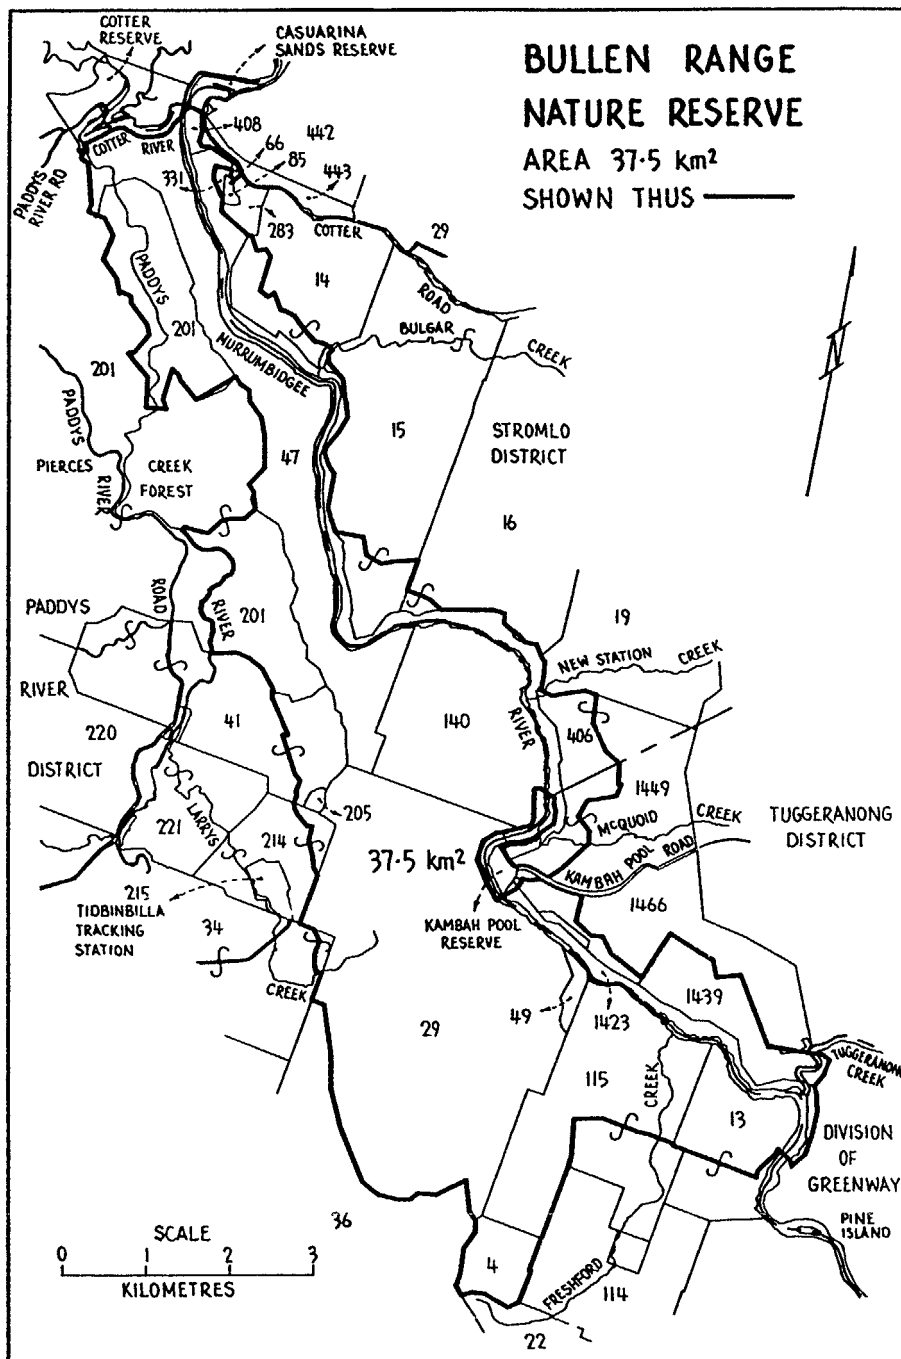 COTTER
RESERVE
CASUARINA
SANDS RESERVE
BULLEN RANGE
NATURE RESERVE
AREA 37·5 km²
SHOWN THUS
PADDYS
RIVER RD
COTTER
RIVER
408
66
442
85
331
443
283
COTTER
ROAD
29
14
PADDYS
201
201
MURRUMBIDGEE
BULGAR
CREEK
N
PADDYS
RIVER
PIERCES
CREEK
FOREST
47
15
STROMLO
DISTRICT
16
PADDYS
RIVER
DISTRICT
ROAD
RIVER
201
19
NEW STATION
CREEK
220
41
140
RIVER
406
1449
205
221
LARRYS
214
37·5 km²
MCQUOID
CREEK
KAMBAH POOL ROAD
TUGGERANONG
DISTRICT
215
TIDBINBILLA
TRACKING
STATION
34
CREEK
KAMBAH POOL
RESERVE
1466
29
49
1423
1439
TUGGERANONG
CREEK
115
CREEK
13
DIVISION
OF
GREENWAY
36
PINE
ISLAND
SCALE
0 1 2 3
KILOMETRES
4
FRESHFORD
114
22